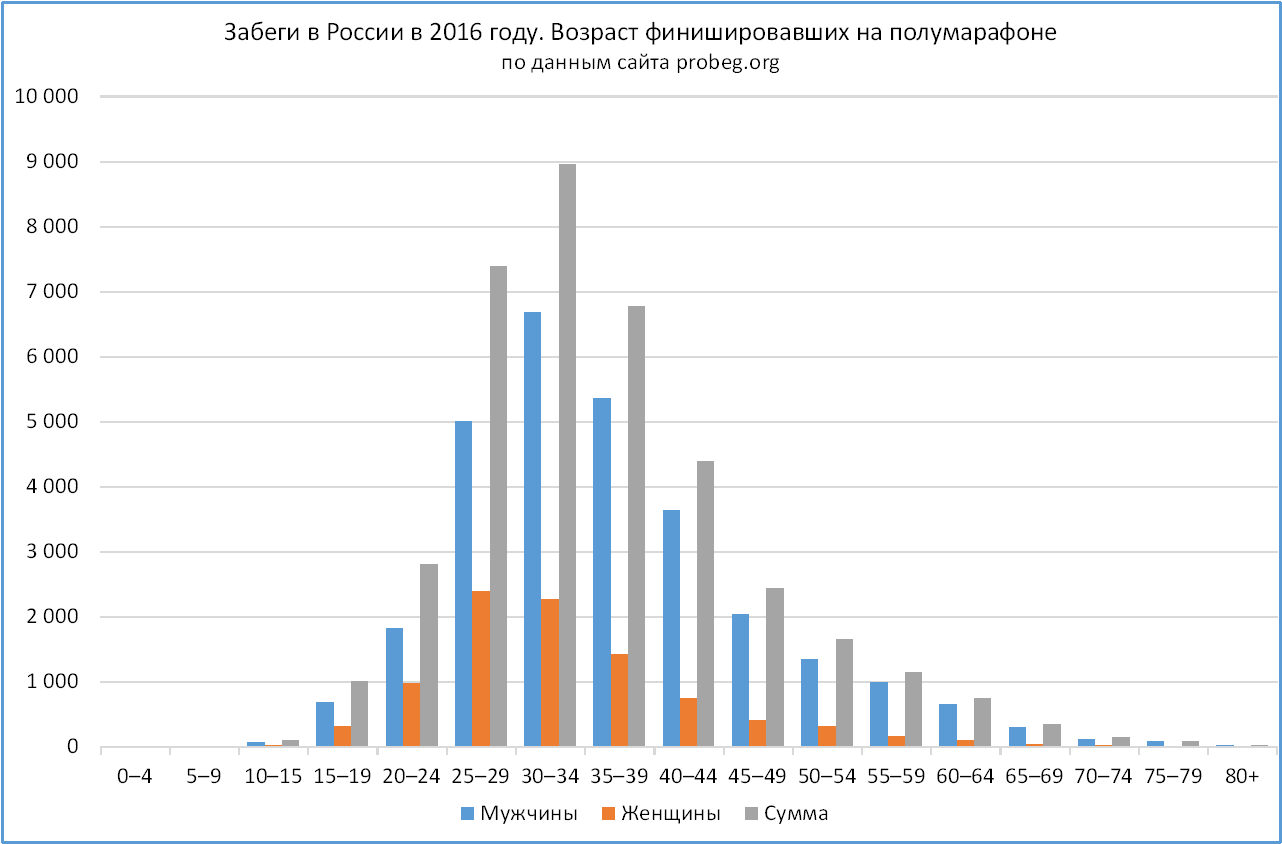 Забеги в России в 2016 году. Возраст финишировавших на полумарафоне
по данным сайта probeg.org
10 000
9 000
8 000
7 000
6 000
5 000
4 000
3 000
2 000
1 000
0
0–4 5–9 10–15 15–19 20–24 25–29 30–34 35–39 40–44 45–49 50–54 55–59 60–64 65–69 70–74 75–79 80+
Мужчины Женщины Сумма